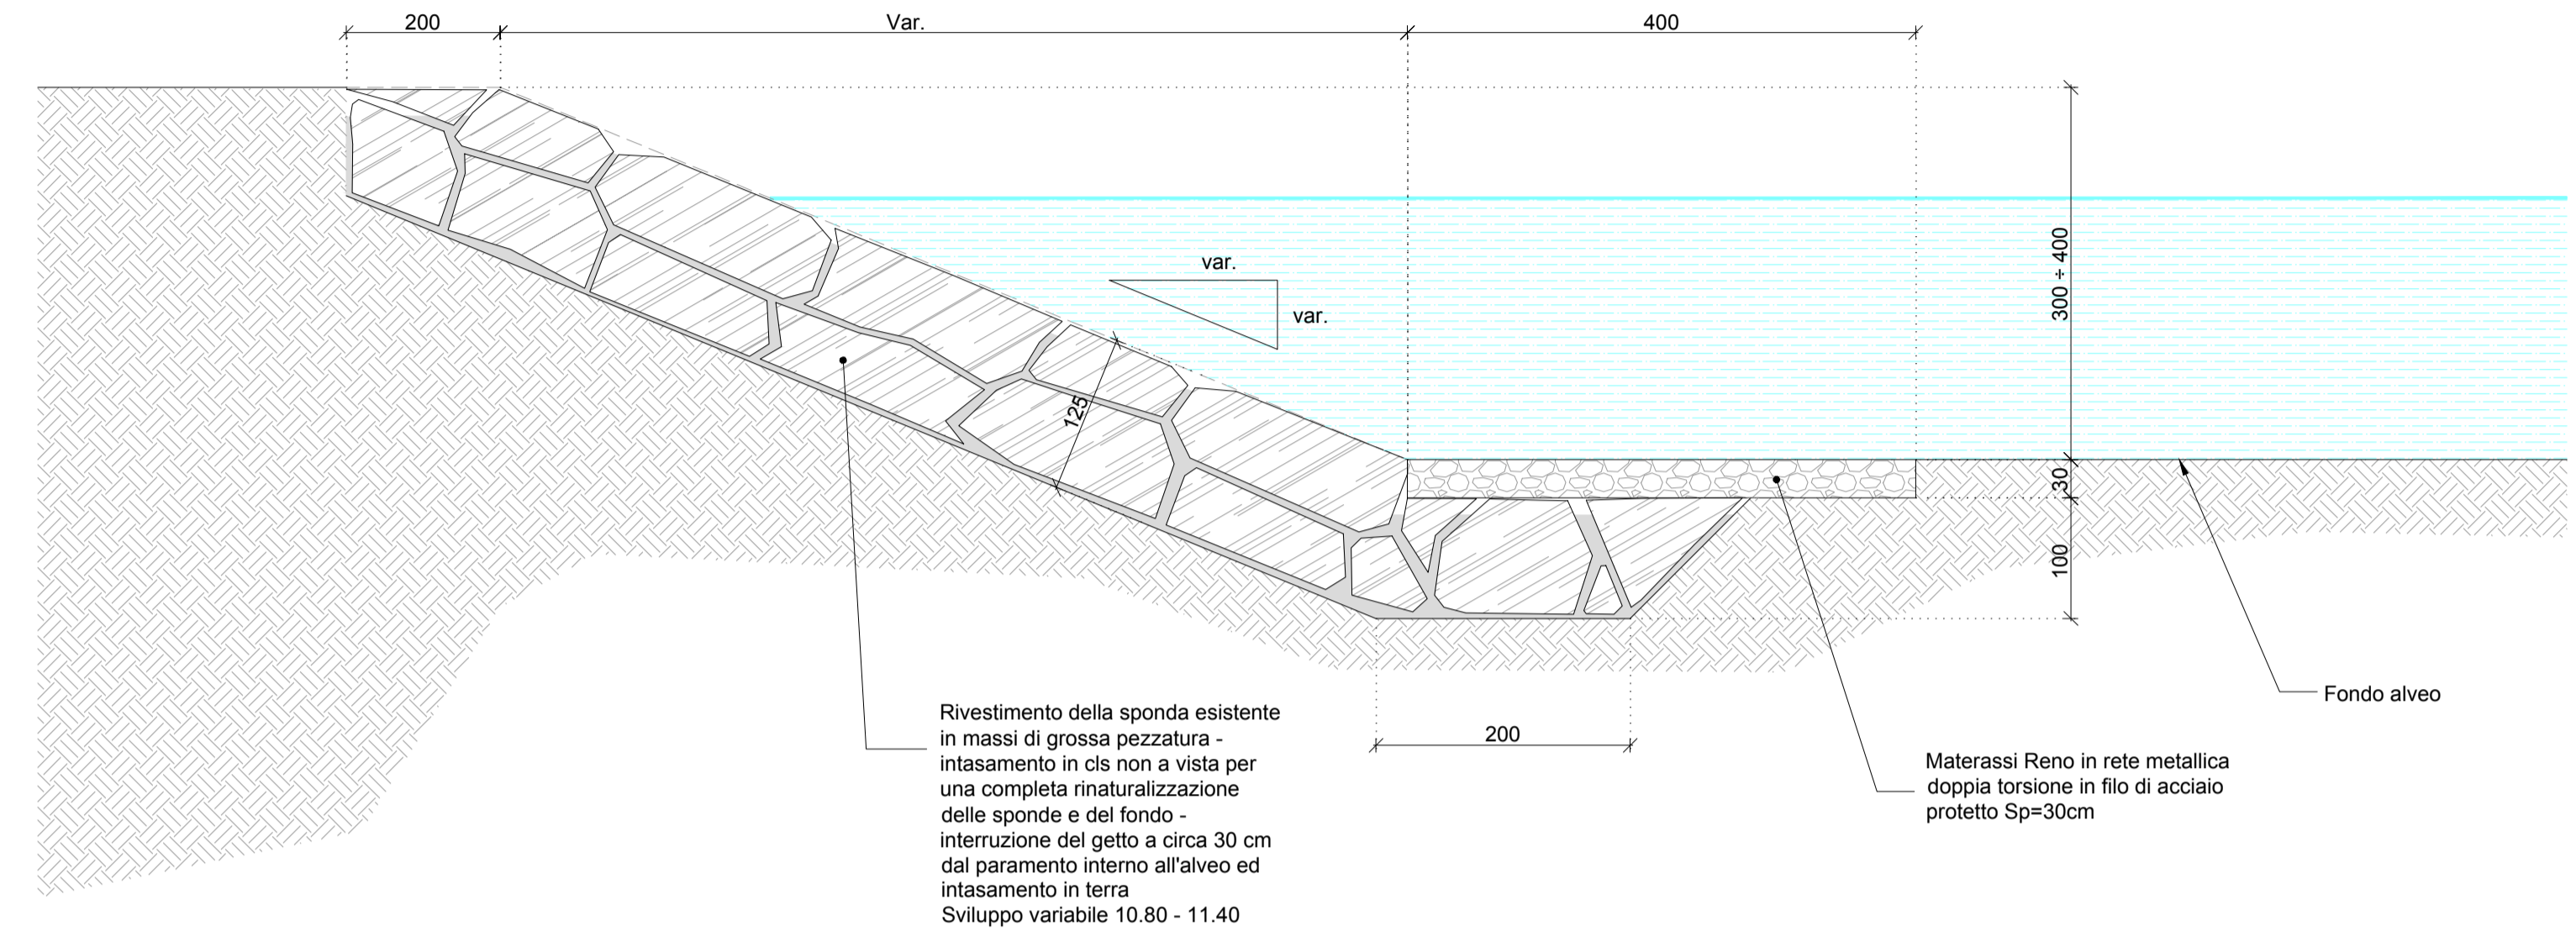 200
Var.
400
var.
var.
300 ÷ 400
125
30
100
200
Fondo alveo
Rivestimento della sponda esistente
in massi di grossa pezzatura -
intasamento in cls non a vista per
una completa rinaturalizzazione
delle sponde e del fondo -
interruzione del getto a circa 30 cm
dal paramento interno all'alveo ed
intasamento in terra
Sviluppo variabile 10.80 - 11.40
Materassi Reno in rete metallica
doppia torsione in filo di acciaio
protetto Sp=30cm